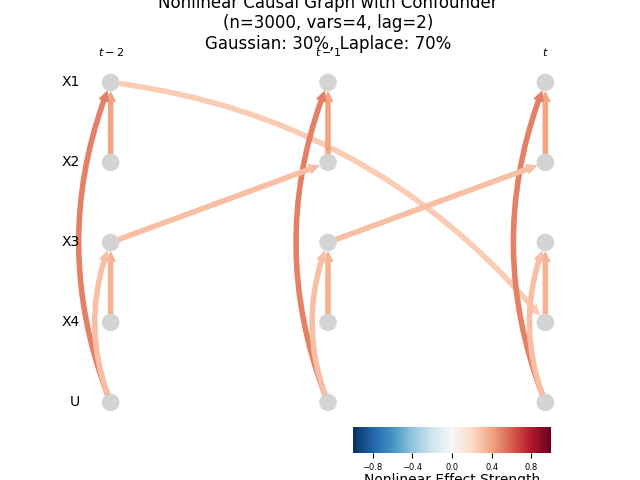 Nonlinear Causal Graph with Confounder
(n=3000, vars=4, lag=2)
Gaussian: 30%, Laplace: 70%
t − 2
t − 1
t
X1
X2
X3
X4
U
−0.8 −0.4 0.0 0.4 0.8
Nonlinear Effect Strength